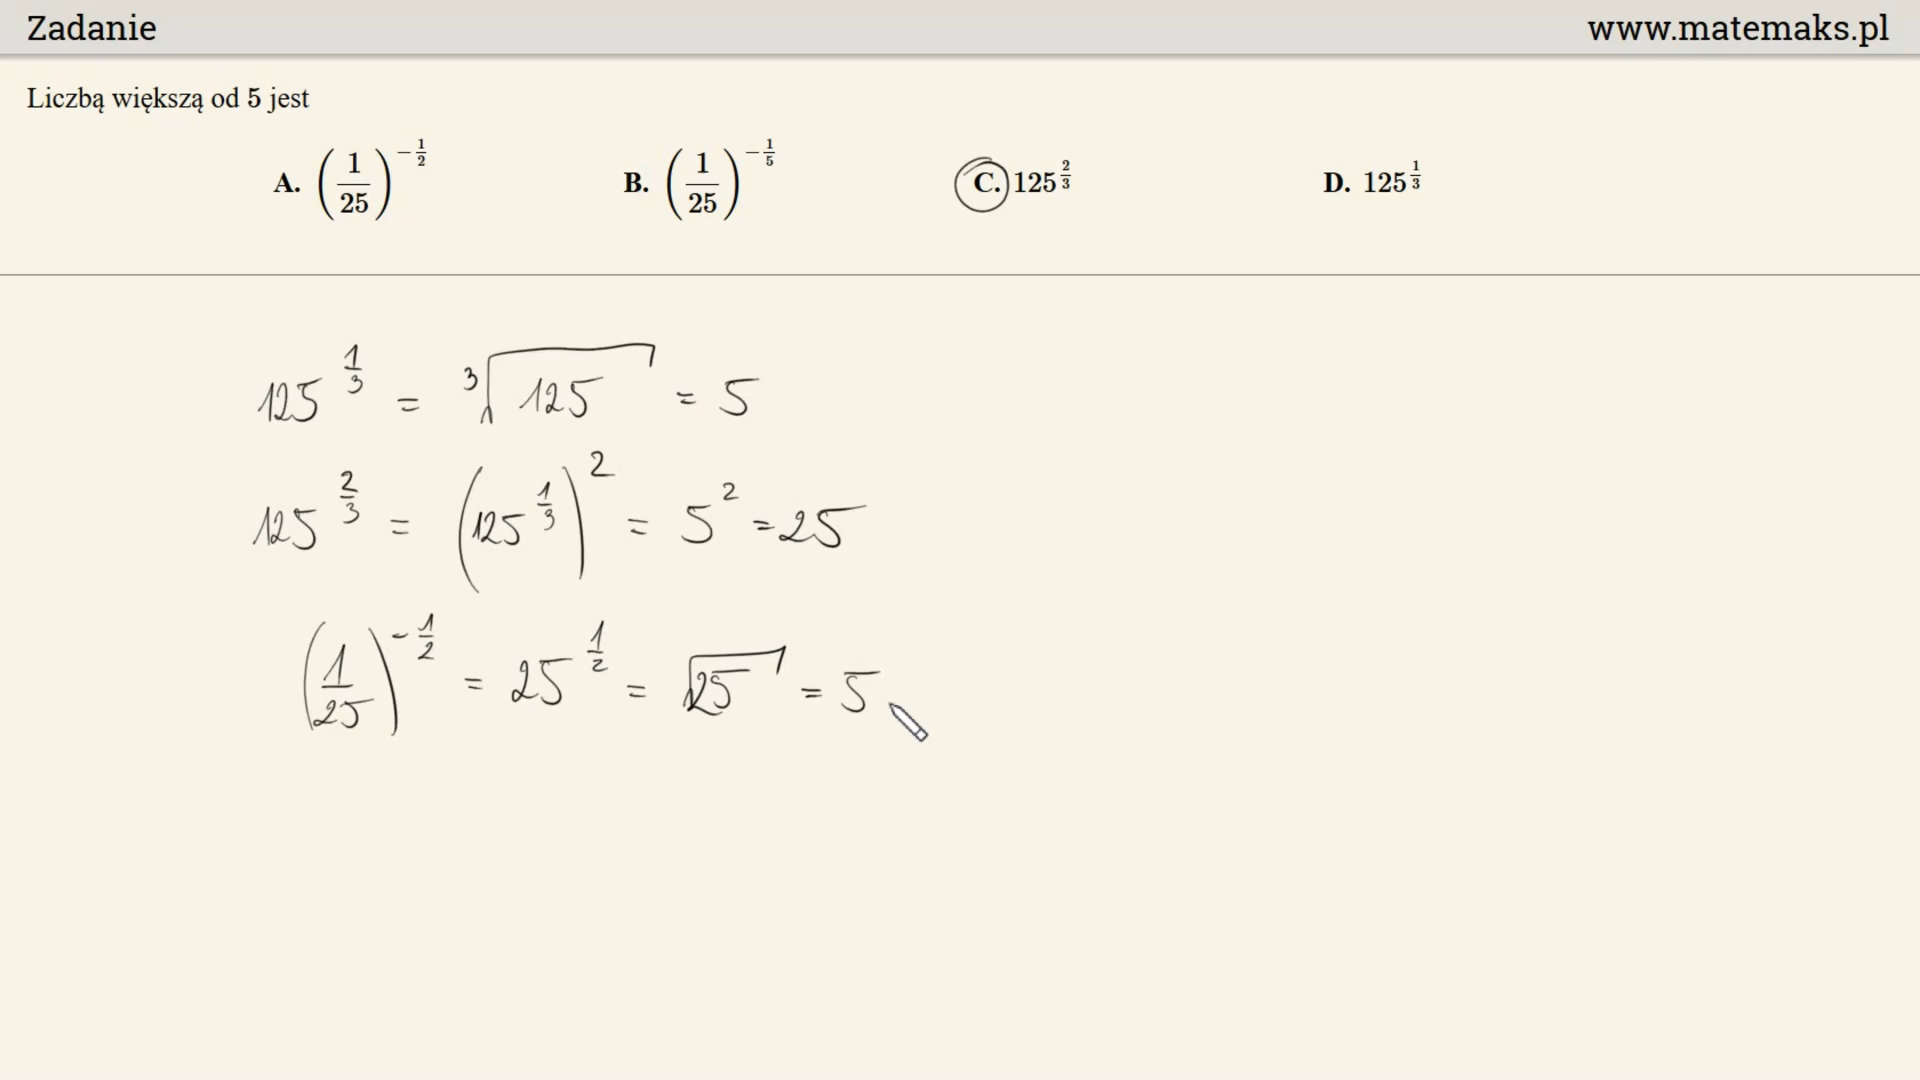 Zadanie
www.matemaks.pl
Liczbą większą od 5 jest
A. (1/25)^(-1/2) B. (1/25)^(-1/5) C. 125^(2/3) D. 125^(1/3)
125^(1/3) = ∛125 = 5
125^(2/3) = (125^(1/3))^2 = 5^2 = 25
(1/25)^(-1/2) = 25^(1/2) = √25 = 5